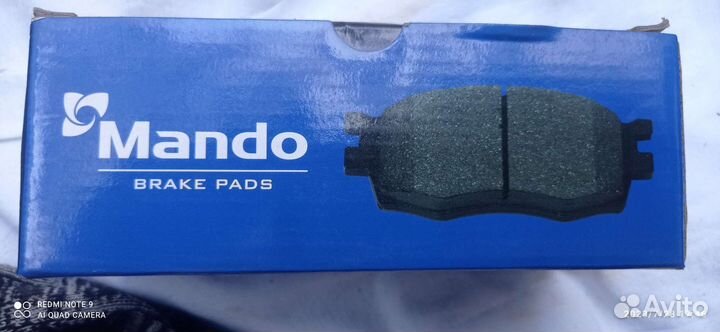 Mando
BRAKE PADS
REDMI NOTE 9
AI QUAD CAMERA
Avito